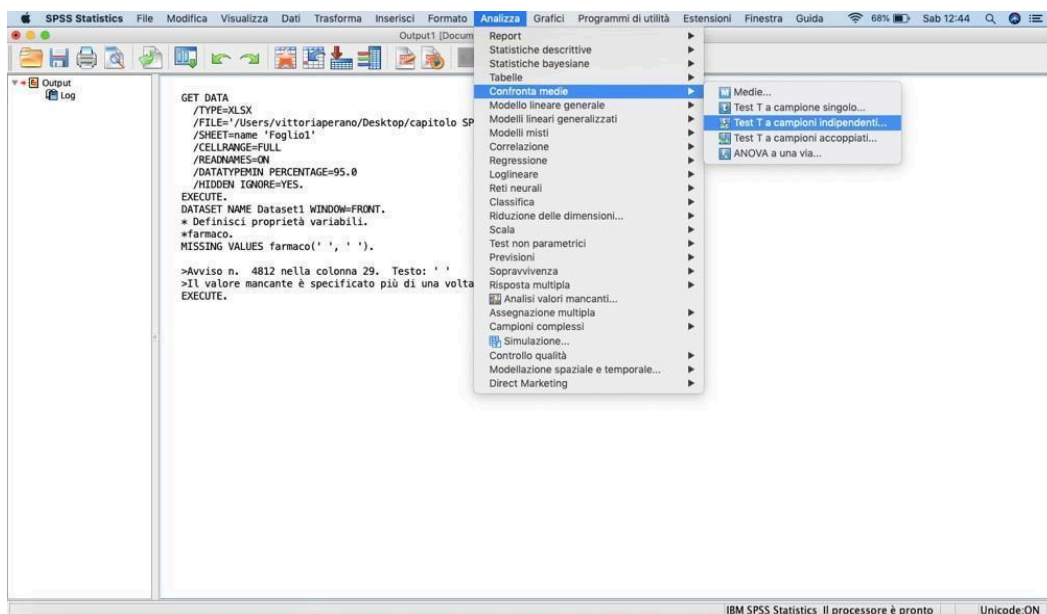 SPSS Statistics File Modifica Visualizza Dati Trasforma Inserisci Formato Analizza Grafici Programmi di utilità Estensioni Finestra Guida 68% Sab 12:44
Output1 [Docum
Output
Log
GET DATA
/TYPE=XLSX
/FILE='/Users/vittoriaperano/Desktop/capitolo SP
/SHEET=name 'Foglio1'
/CELLRANGE=FULL
/READNAMES=ON
/DATATYPEMIN PERCENTAGE=95.0
/HIDDEN IGNORE=YES.
EXECUTE.
DATASET NAME Dataset1 WINDOW=FRONT.
* Definisci proprietà variabili.
*farmaco.
MISSING VALUES farmaco(' ', ' ').
>Avviso n. 4812 nella colonna 29. Testo: ' '
>Il valore mancante è specificato più di una volta
EXECUTE.
Report
Statistiche descrittive
Statistiche bayesiane
Tabelle
Confronta medie
Modello lineare generale
Modelli lineari generalizzati
Modelli misti
Correlazione
Regressione
Loglineare
Reti neurali
Classifica
Riduzione delle dimensioni...
Scala
Test non parametrici
Previsioni
Sopravvivenza
Risposta multipla
Analisi valori mancanti...
Assegnazione multipla
Campioni complessi
Simulazione...
Controllo qualità
Modellazione spaziale e temporale...
Direct Marketing
Medie...
Test T a campione singolo...
Test T a campioni indipendenti...
Test T a campioni accoppiati...
ANOVA a una via...
IBM SPSS Statistics Il processore è pronto Unicode:ON